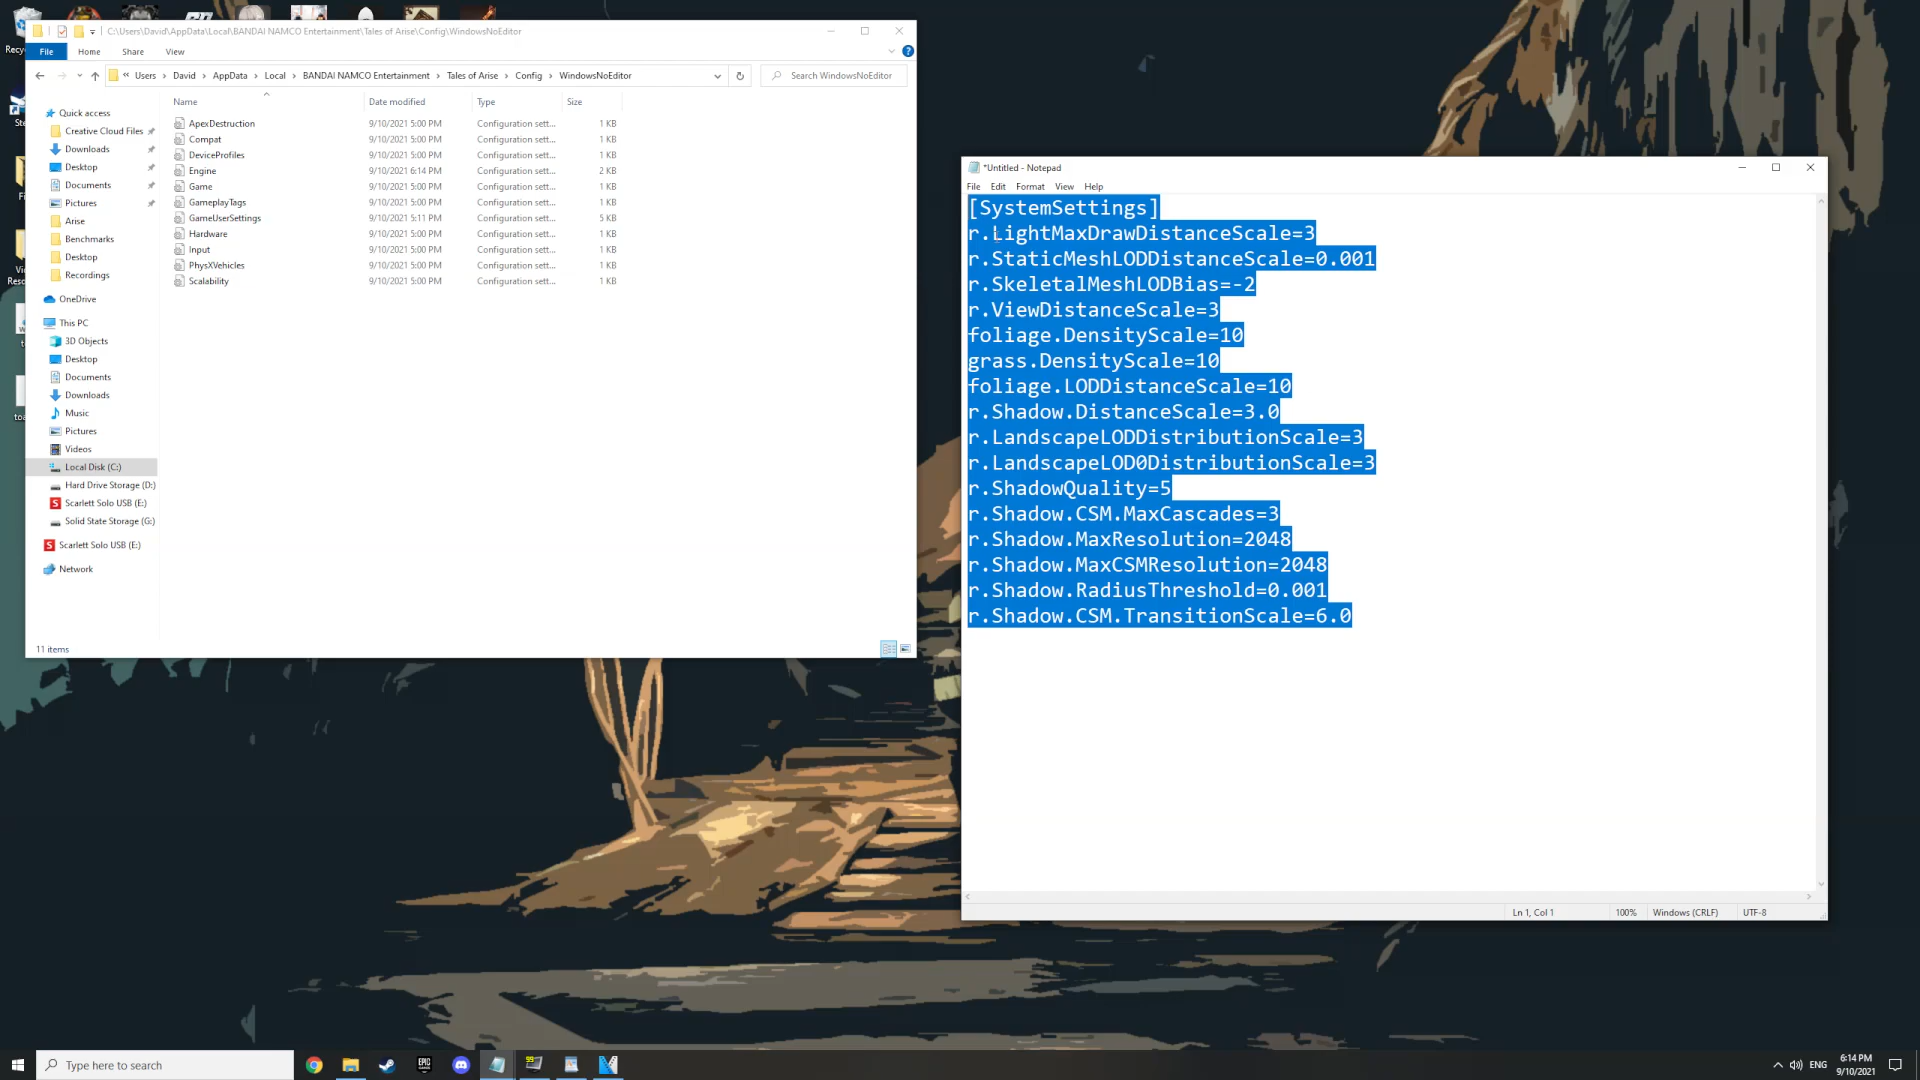 C:\Users\David\AppData\Local\BANDAI NAMCO Entertainment\Tales of Arise\Config\WindowsNoEditor
File Home Share View
Users David AppData Local BANDAI NAMCO Entertainment Tales of Arise Config WindowsNoEditor
Search WindowsNoEditor
Name Date modified Type Size
Quick access
Creative Cloud Files
Downloads
Desktop
Documents
Pictures
Arise
Benchmarks
Desktop
Recordings
OneDrive
This PC
3D Objects
Desktop
Documents
Downloads
Music
Pictures
Videos
Local Disk (C:)
Hard Drive Storage (D:)
Scarlett Solo USB (E:)
Solid State Storage (G:)
Scarlett Solo USB (E:)
Network
ApexDestruction 9/10/2021 5:00 PM Configuration sett... 1 KB
Compat 9/10/2021 5:00 PM Configuration sett... 1 KB
DeviceProfiles 9/10/2021 5:00 PM Configuration sett... 1 KB
Engine 9/10/2021 6:14 PM Configuration sett... 2 KB
Game 9/10/2021 5:00 PM Configuration sett... 1 KB
GameplayTags 9/10/2021 5:00 PM Configuration sett... 1 KB
GameUserSettings 9/10/2021 5:11 PM Configuration sett... 5 KB
Hardware 9/10/2021 5:00 PM Configuration sett... 1 KB
Input 9/10/2021 5:00 PM Configuration sett... 1 KB
PhysXVehicles 9/10/2021 5:00 PM Configuration sett... 1 KB
Scalability 9/10/2021 5:00 PM Configuration sett... 1 KB
11 items
*Untitled - Notepad
File Edit Format View Help
[SystemSettings]
r.LightMaxDrawDistanceScale=3
r.StaticMeshLODDistanceScale=0.001
r.SkeletalMeshLODBias=-2
r.ViewDistanceScale=3
foliage.DensityScale=10
grass.DensityScale=10
foliage.LODDistanceScale=10
r.Shadow.DistanceScale=3.0
r.LandscapeLODDistributionScale=3
r.LandscapeLOD0DistributionScale=3
r.ShadowQuality=5
r.Shadow.CSM.MaxCascades=3
r.Shadow.MaxResolution=2048
r.Shadow.MaxCSMResolution=2048
r.Shadow.RadiusThreshold=0.001
r.Shadow.CSM.TransitionScale=6.0
Ln 1, Col 1 100% Windows (CRLF) UTF-8
Type here to search
EPIC
99
ENG
6:14 PM
9/10/2021